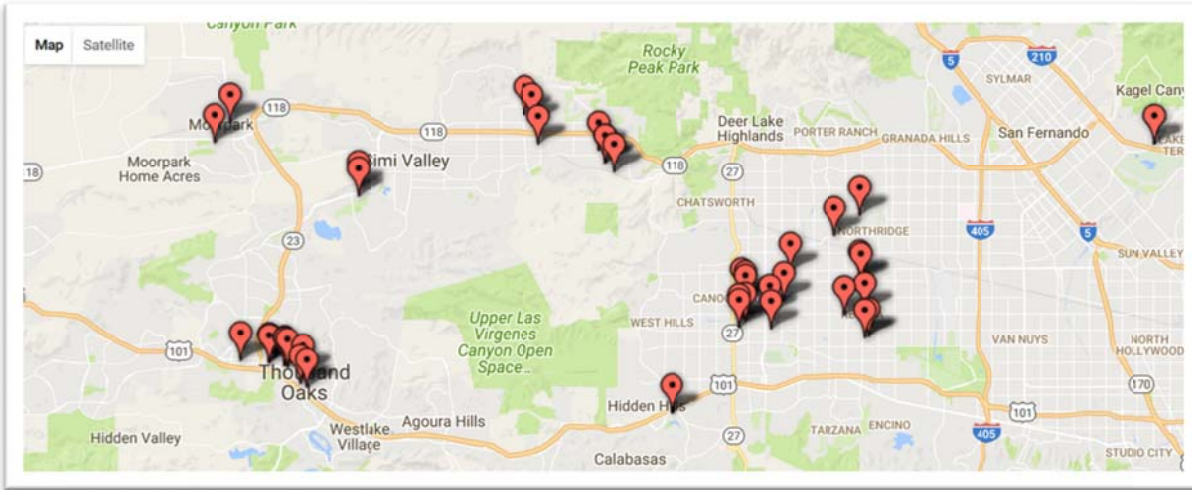 Canyon Park
Map Satellite
Rocky
Peak Park
5
210
SYLMAR
118
Kagel Cany
118
Deer Lake
Highlands
PORTER RANCH
GRANADA HILLS
San Fernando
LAKE
TER
Moorpark
Home Acres
Simi Valley
18
118
27
CHATSWORTH
23
NORTHRIDGE
405
5
SUN VALLEY
Upper Las
Virgenes
Canyon Open
Space..
WEST HILLS
27
VAN NUYS
NORTH
HOLLYWOOD
101
Thousand
Oaks
101
170
Hidden Hills
101
Agoura Hills
Westlake
Village
Hidden Valley
27
TARZANA
ENCINO
405
STUDIO CITY
Calabasas